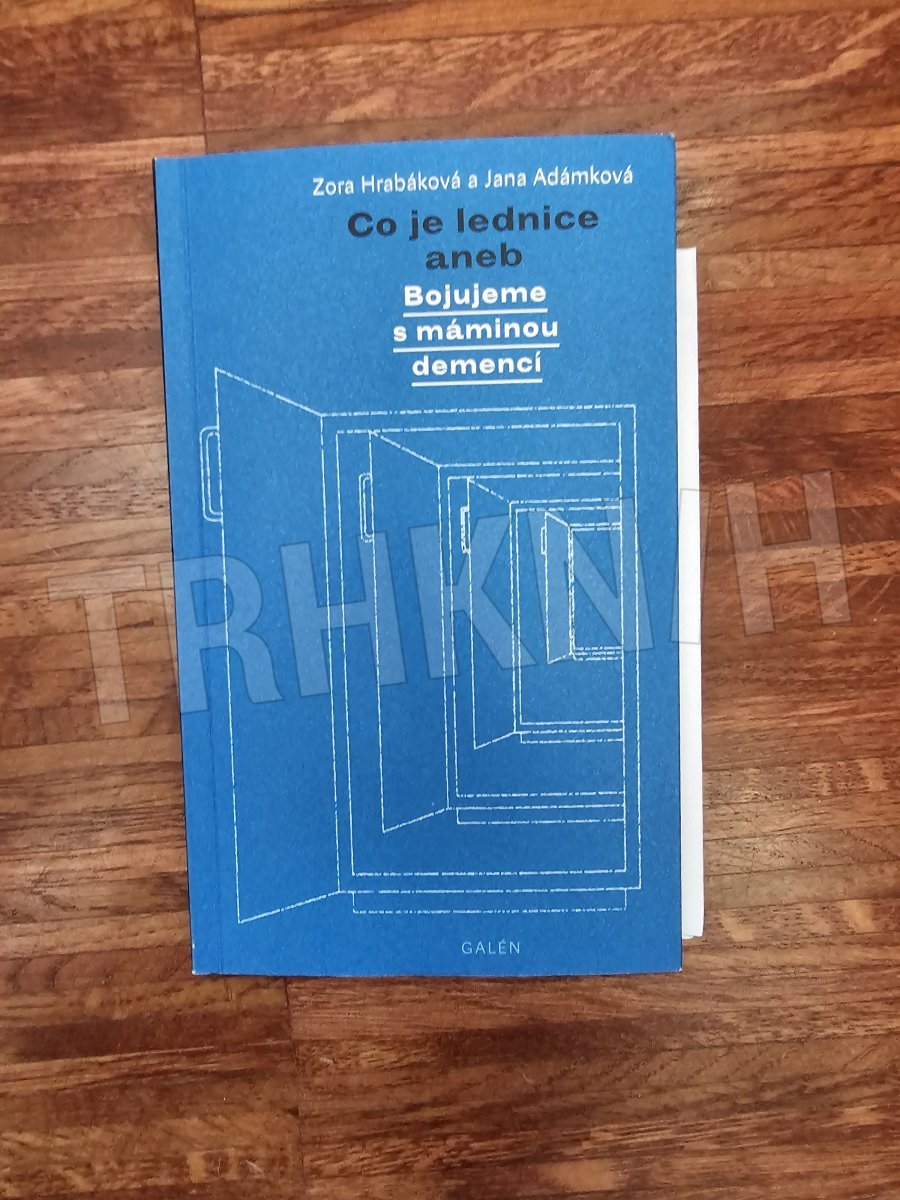 Zora Hrabáková a Jana Adámková
Co je lednice
aneb
Bojujeme
s máminou
demencí
TRHKNIH
GALÉN